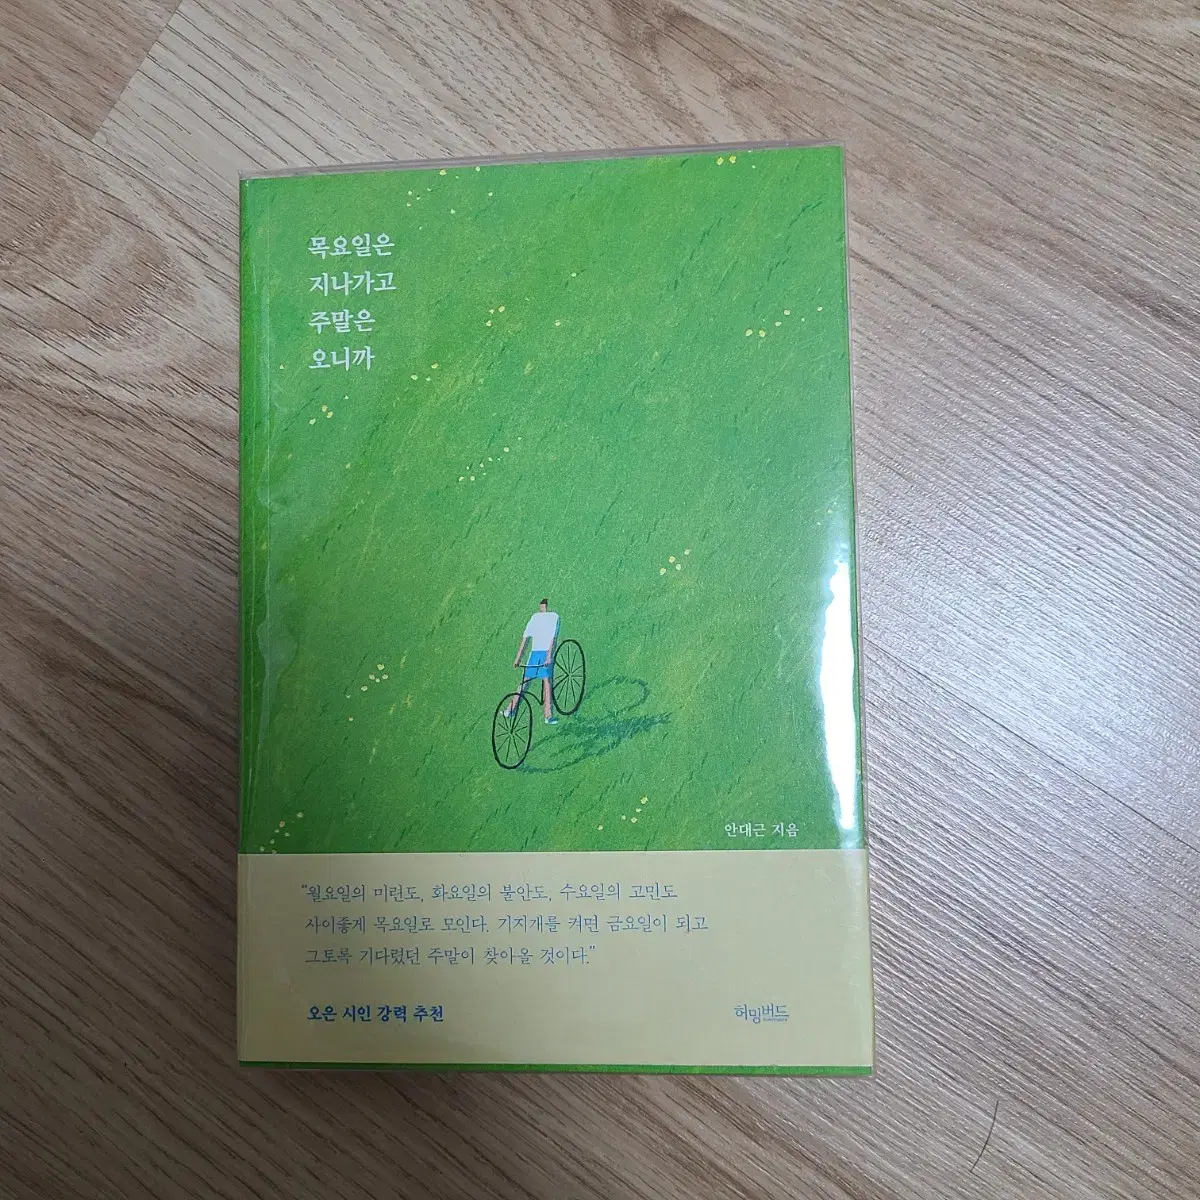 목요일은
지나가고
주말은
오니까
안대근 지음
"월요일의 미련도, 화요일의 불안도, 수요일의 고민도
사이좋게 목요일로 모인다. 기지개를 켜면 금요일이 되고
그토록 기다렸던 주말이 찾아올 것이다."
오은 시인 강력 추천
허밍버드